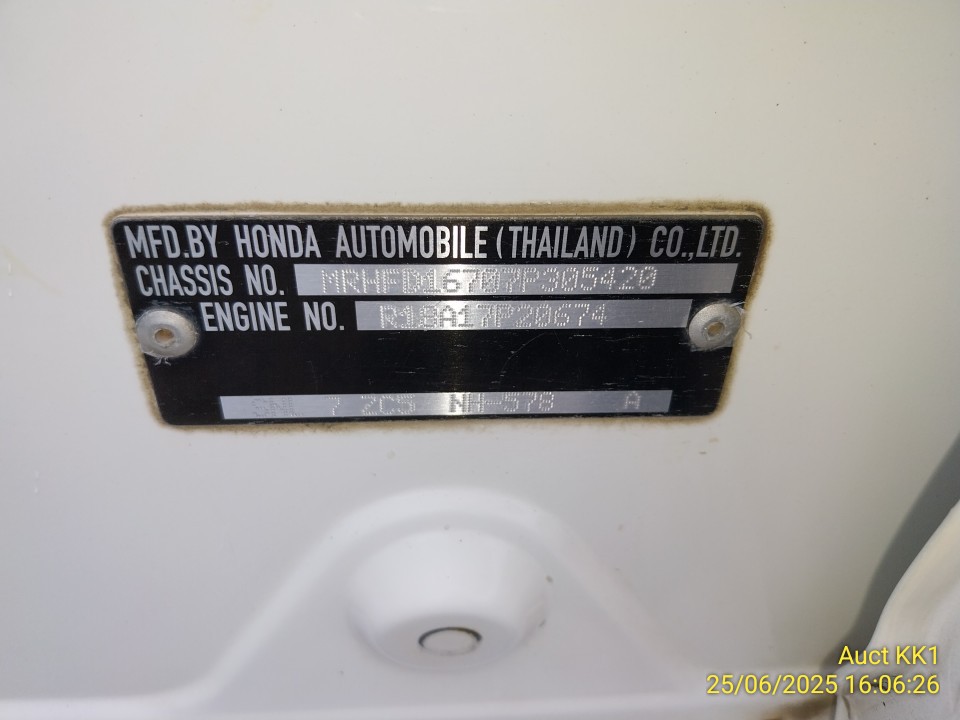 MFD.BY HONDA AUTOMOBILE (THAILAND) CO.,LTD.
CHASSIS NO. MRHFD16707P305420
ENGINE NO. R18A17P20674
SNL 7 ZC5 NH-578 A
Auct KK1
25/06/2025 16:06:26